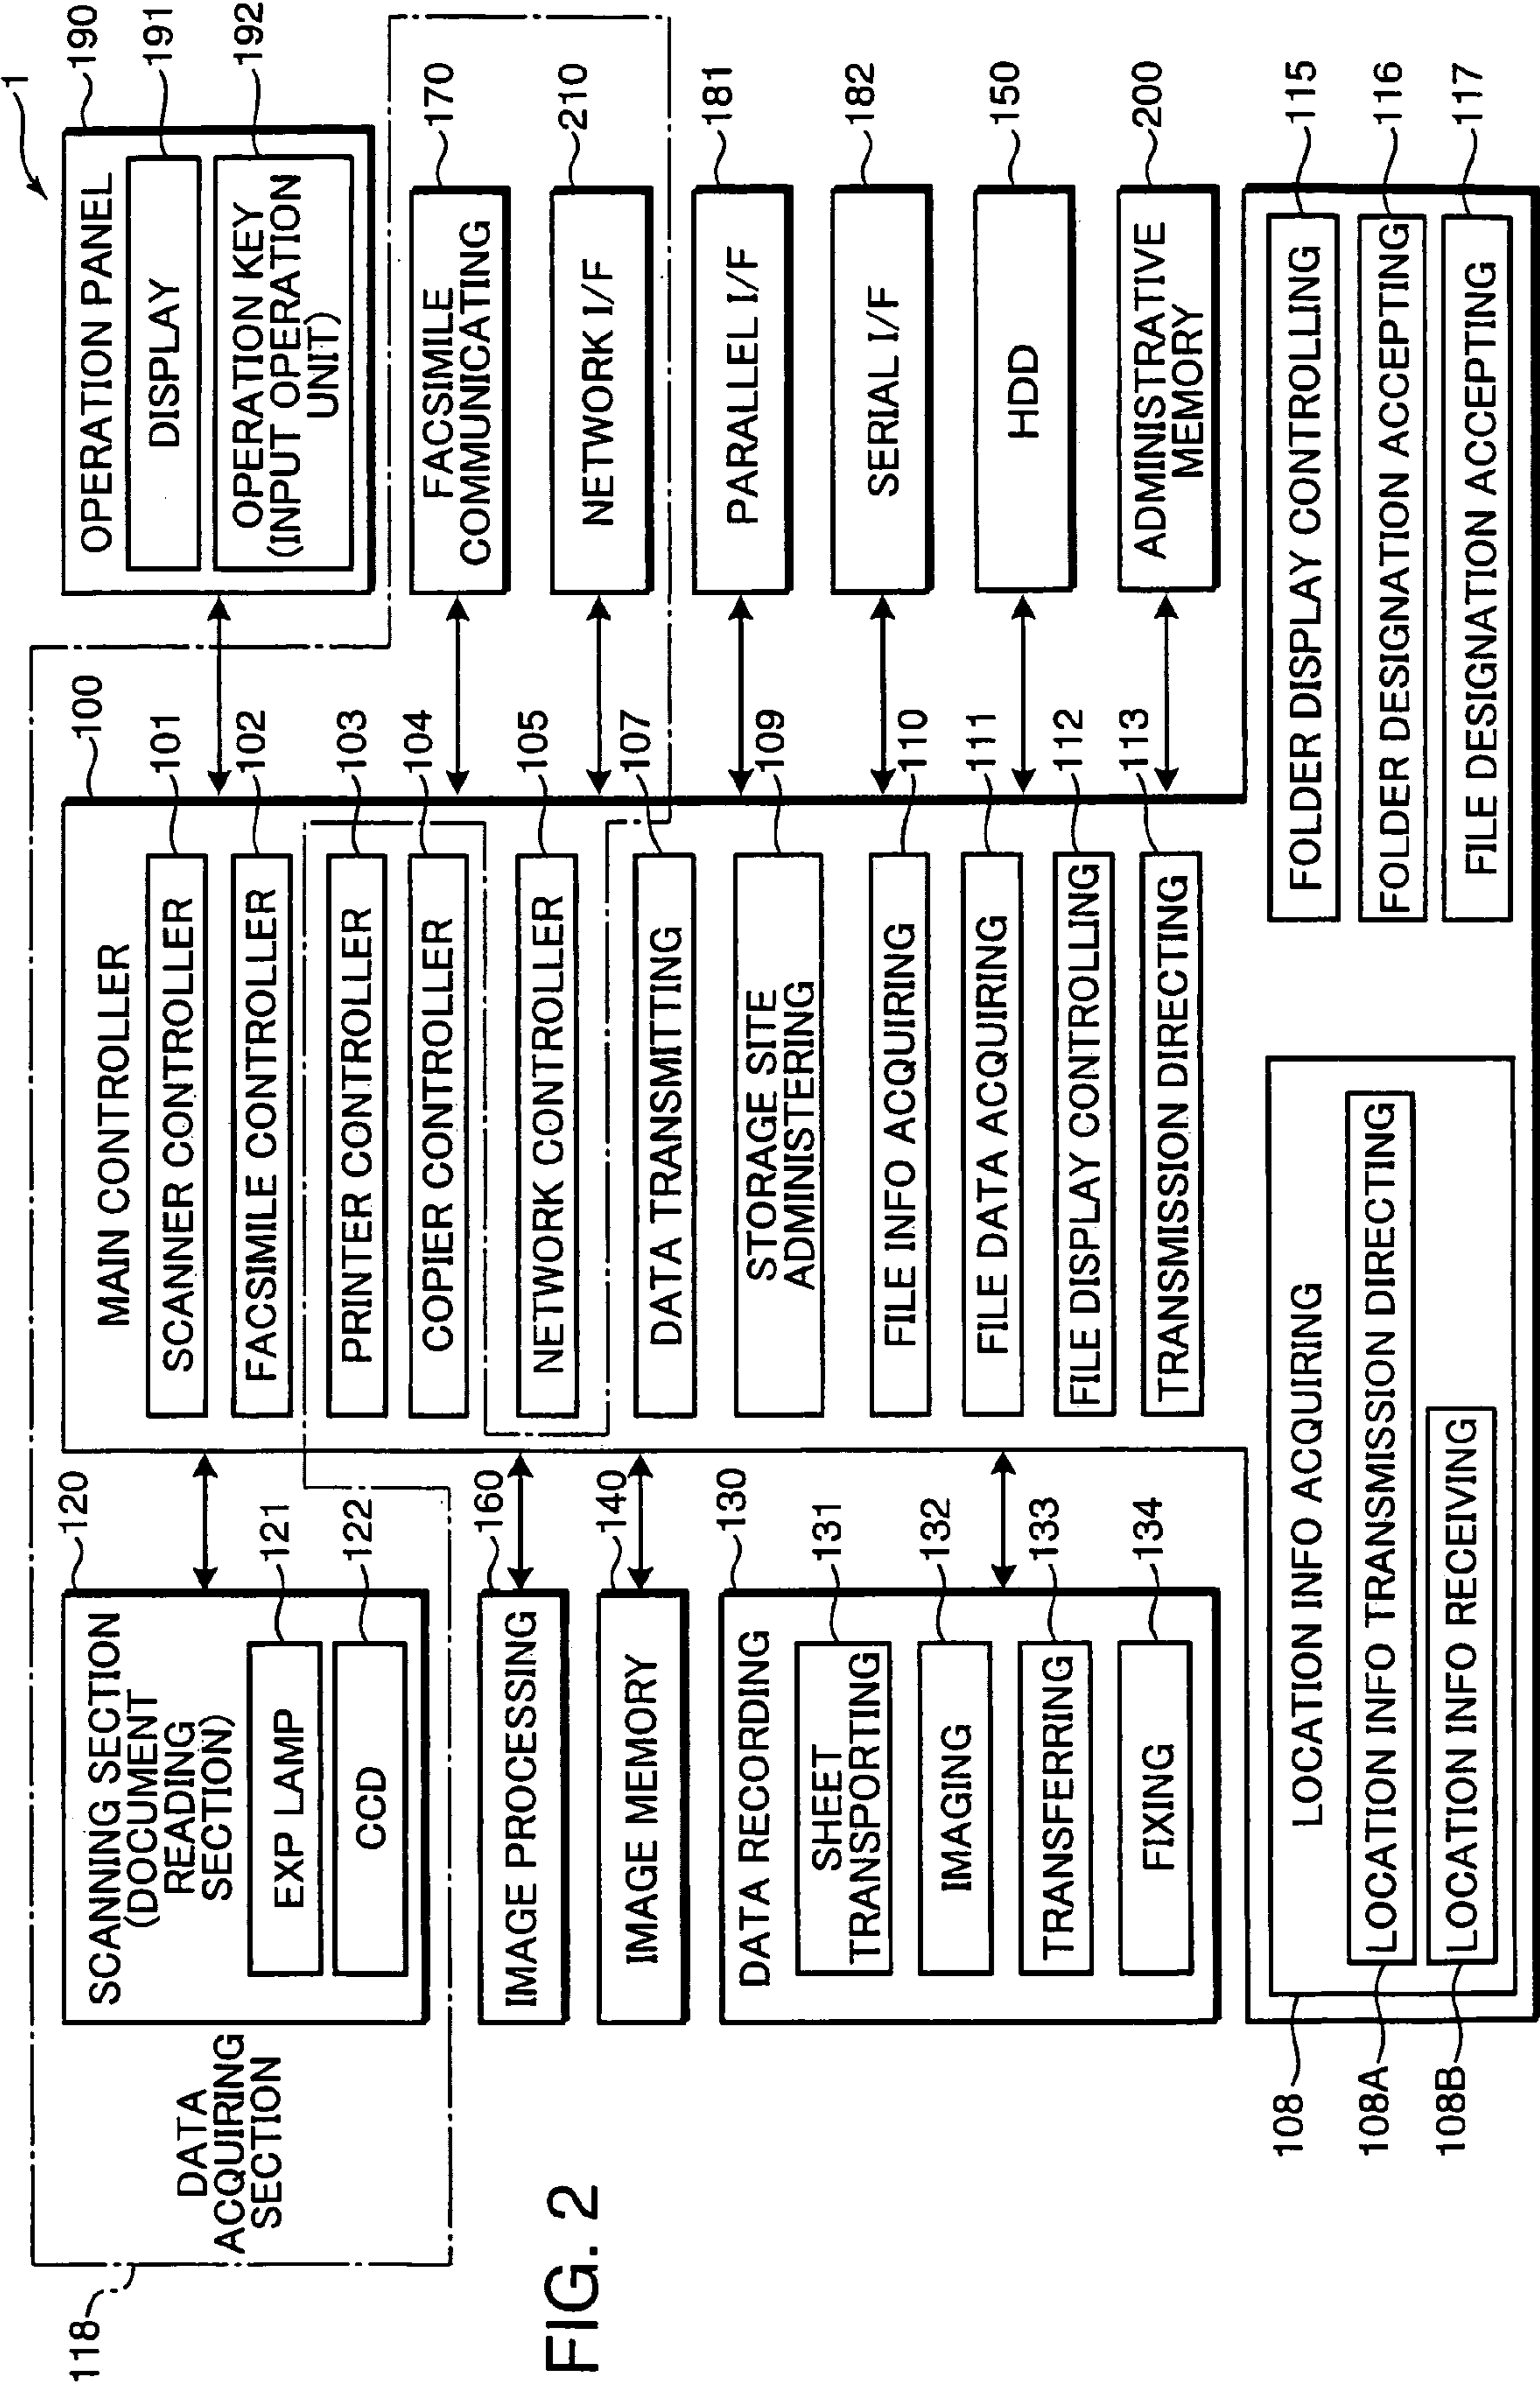 1
118
DATA
ACQUIRING
SECTION
120
SCANNING SECTION
(DOCUMENT
READING
SECTION)
EXP LAMP
121
CCD
122
160
IMAGE PROCESSING
140
IMAGE MEMORY
130
DATA RECORDING
SHEET
TRANSPORTING
131
IMAGING
132
TRANSFERRING
133
FIXING
134
100
MAIN CONTROLLER
SCANNER CONTROLLER
101
FACSIMILE CONTROLLER
102
PRINTER CONTROLLER
103
COPIER CONTROLLER
104
NETWORK CONTROLLER
105
DATA TRANSMITTING
107
STORAGE SITE
ADMINISTERING
109
FILE INFO ACQUIRING
110
FILE DATA ACQUIRING
111
FILE DISPLAY CONTROLLING
112
TRANSMISSION DIRECTING
113
OPERATION PANEL
190
DISPLAY
191
OPERATION KEY
(INPUT OPERATION
UNIT)
192
FACSIMILE
COMMUNICATING
170
NETWORK I/F
210
PARALLEL I/F
181
SERIAL I/F
182
HDD
150
ADMINISTRATIVE
MEMORY
200
108
LOCATION INFO ACQUIRING
108A
LOCATION INFO TRANSMISSION DIRECTING
108B
LOCATION INFO RECEIVING
FOLDER DISPLAY CONTROLLING
115
FOLDER DESIGNATION ACCEPTING
116
FILE DESIGNATION ACCEPTING
117
FIG. 2